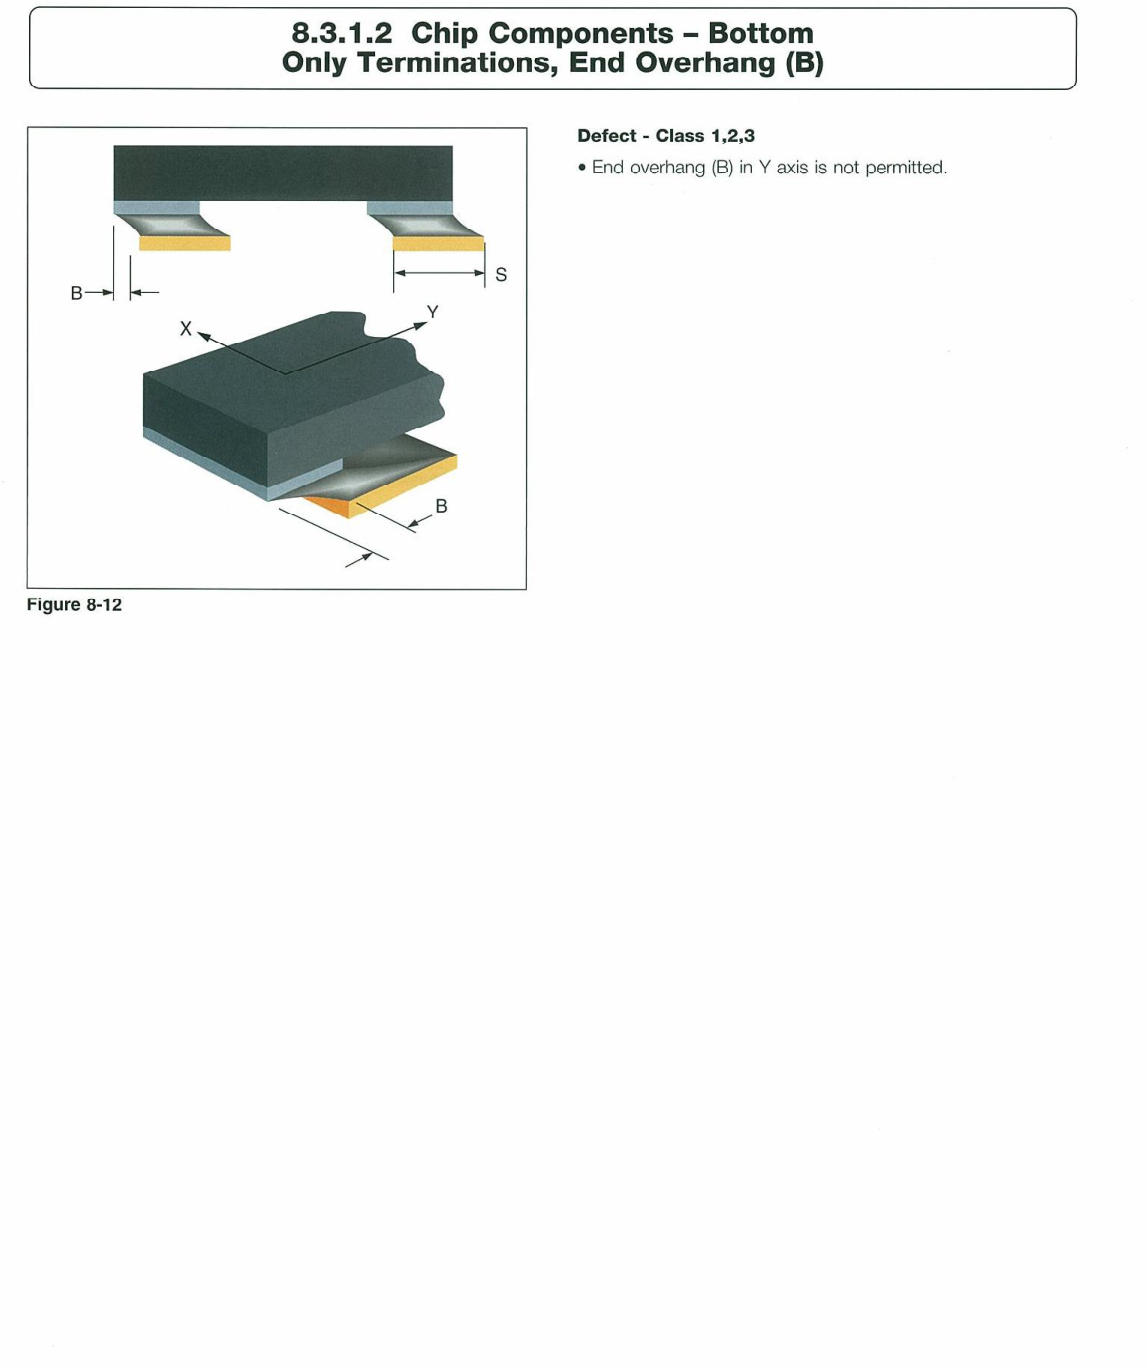 8.3.1.2 Chip Components – Bottom
Only Terminations, End Overhang (B)
Defect - Class 1,2,3
• End overhang (B) in Y axis is not permitted.
S
B
Y
X
B
Figure 8-12